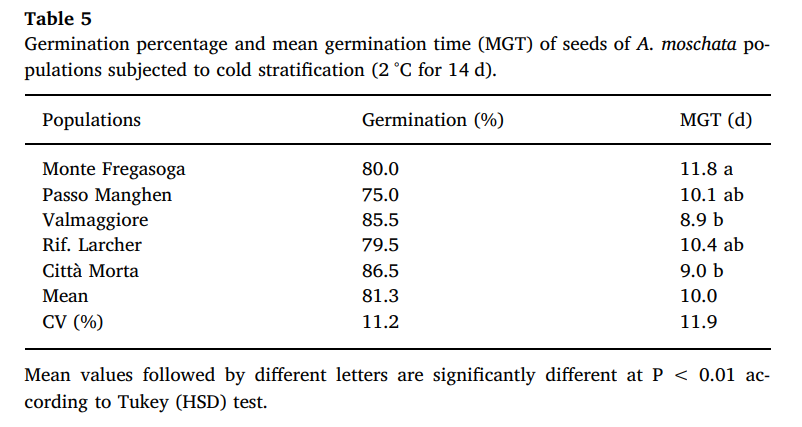 Table 5
Germination percentage and mean germination time (MGT) of seeds of A. moschata po-
pulations subjected to cold stratification (2 °C for 14 d).
Populations Germination (%) MGT (d)
Monte Fregasoga 80.0 11.8 a
Passo Manghen 75.0 10.1 ab
Valmaggiore 85.5 8.9 b
Rif. Larcher 79.5 10.4 ab
Città Morta 86.5 9.0 b
Mean 81.3 10.0
CV (%) 11.2 11.9
Mean values followed by different letters are significantly different at P < 0.01 ac-
cording to Tukey (HSD) test.